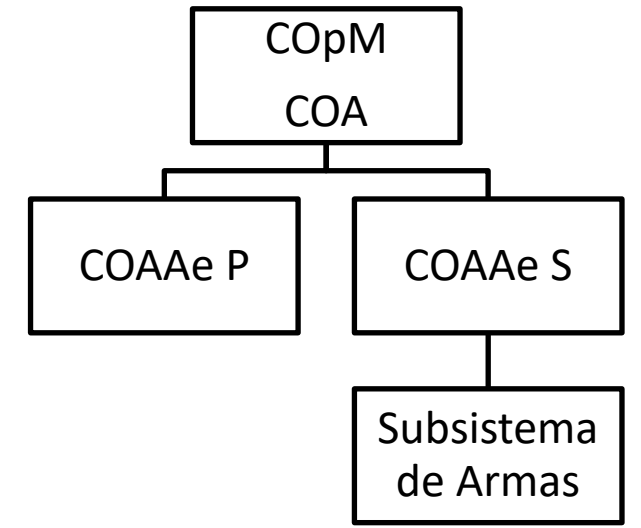 COpM
COA
COAAe P
COAAe S
Subsistema
de Armas